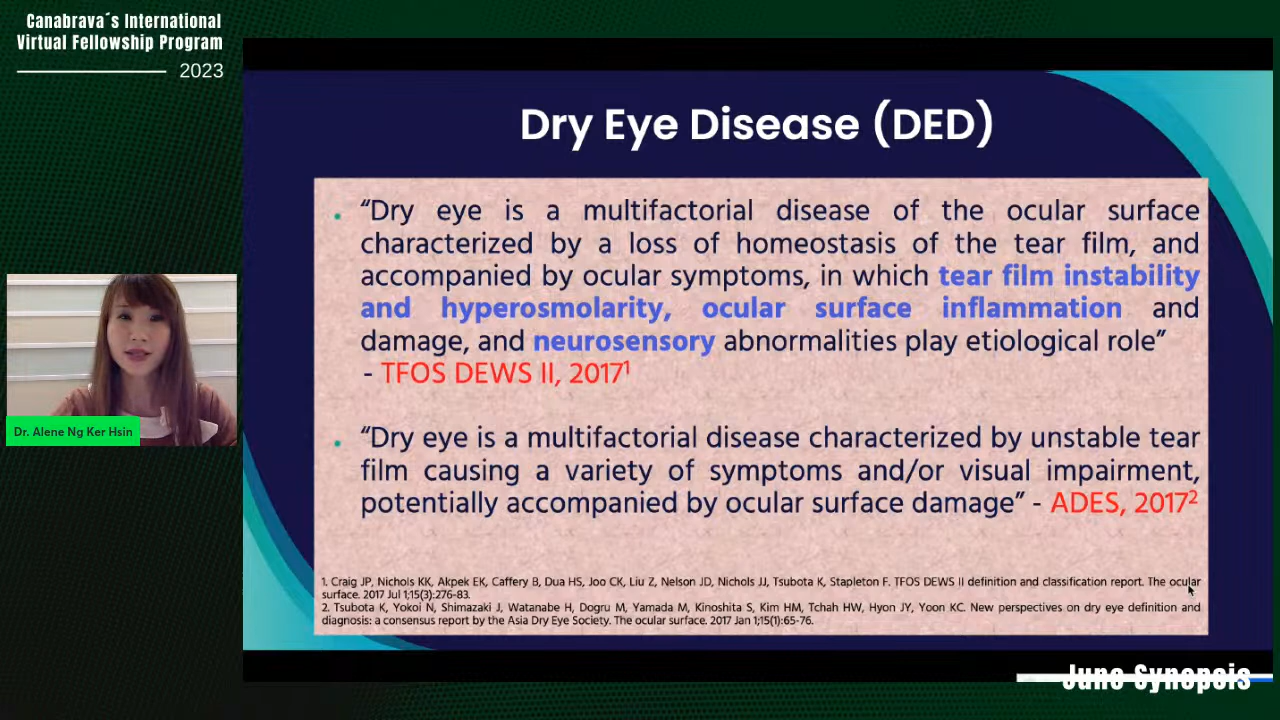 Canabrava´s International
Virtual Fellowship Program
2023
Dry Eye Disease (DED)
“Dry eye is a multifactorial disease of the ocular surface
characterized by a loss of homeostasis of the tear film, and
accompanied by ocular symptoms, in which tear film instability
and hyperosmolarity, ocular surface inflammation and
damage, and neurosensory abnormalities play etiological role”
- TFOS DEWS II, 2017¹
“Dry eye is a multifactorial disease characterized by unstable tear
film causing a variety of symptoms and/or visual impairment,
potentially accompanied by ocular surface damage” - ADES, 2017²
1. Craig JP, Nichols KK, Akpek EK, Caffery B, Dua HS, Joo CK, Liu Z, Nelson JD, Nichols JJ, Tsubota K, Stapleton F. TFOS DEWS II definition and classification report. The ocular
surface. 2017 Jul 1;15(3):276-83.
2. Tsubota K, Yokoi N, Shimazaki J, Watanabe H, Dogru M, Yamada M, Kinoshita S, Kim HM, Tchah HW, Hyon JY, Yoon KC. New perspectives on dry eye definition and
diagnosis: a consensus report by the Asia Dry Eye Society. The ocular surface. 2017 Jan 1;15(1):65-76.
Dr. Alene Ng Ker Hsin
June Synopsis